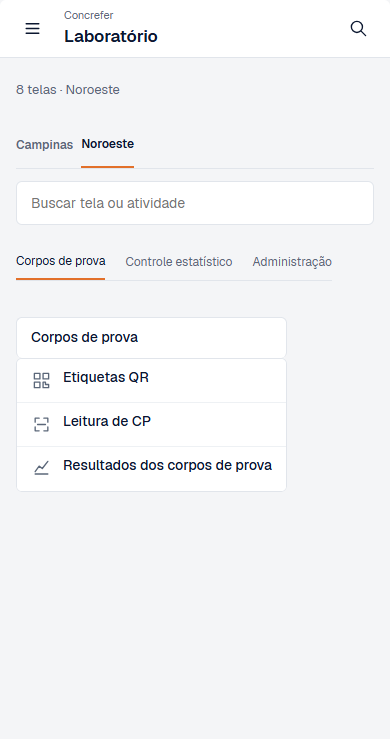 Concrefer
Laboratório
8 telas · Noroeste
Campinas Noroeste
Buscar tela ou atividade
Corpos de prova Controle estatístico Administração
Corpos de prova
Etiquetas QR
Leitura de CP
Resultados dos corpos de prova